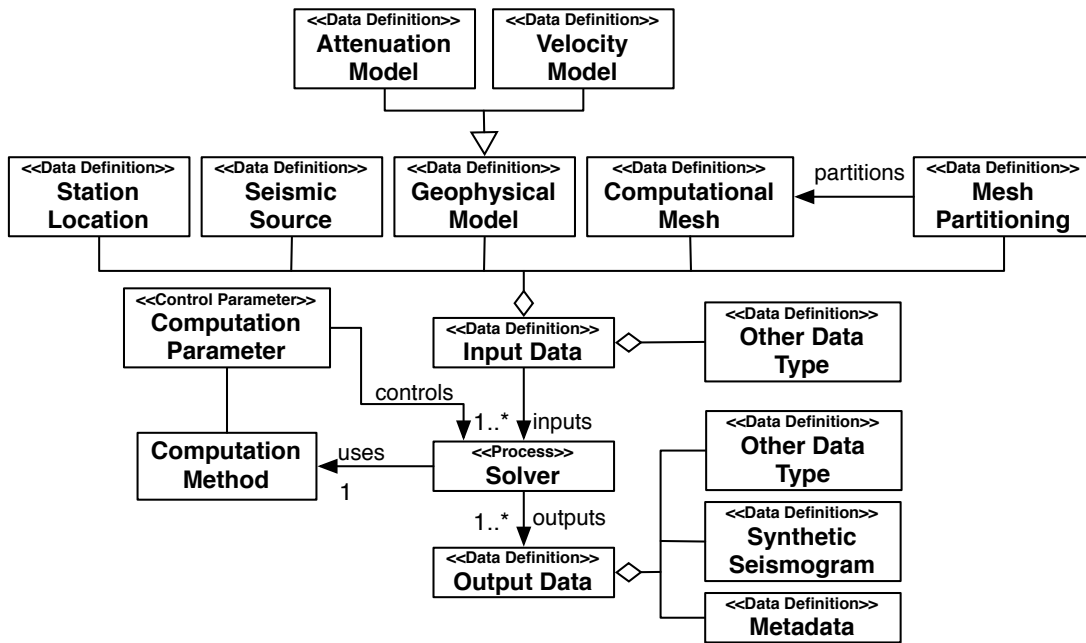 <<Data Definition>>
Attenuation
Model
<<Data Definition>>
Velocity
Model
<<Data Definition>>
Station
Location
<<Data Definition>>
Seismic
Source
<<Data Definition>>
Geophysical
Model
<<Data Definition>>
Computational
Mesh
partitions
<<Data Definition>>
Mesh
Partitioning
<<Control Parameter>>
Computation
Parameter
<<Data Definition>>
Input Data
<<Data Definition>>
Other Data
Type
controls
1..*
inputs
Computation
Method
uses
1
<<Process>>
Solver
<<Data Definition>>
Other Data
Type
1..*
outputs
<<Data Definition>>
Synthetic
Seismogram
<<Data Definition>>
Output Data
<<Data Definition>>
Metadata